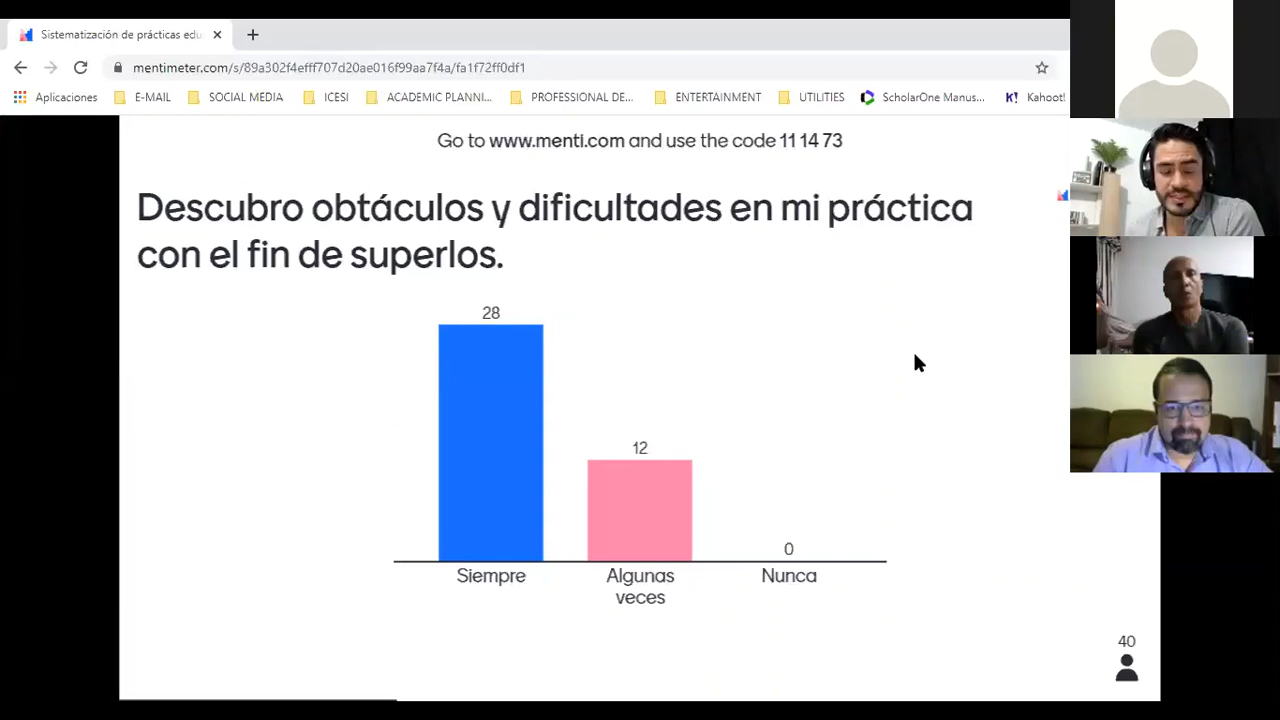 Sistematización de prácticas edu
mentimeter.com/s/89a302f4efff707d20ae016f99aa7f4a/fa1f72ff0df1
Aplicaciones E-MAIL SOCIAL MEDIA ICESI ACADEMIC PLANNI... PROFESSIONAL DE... ENTERTAINMENT UTILITIES ScholarOne Manus... Kahoot!
Go to www.menti.com and use the code 11 14 73
Descubro obtáculos y dificultades en mi práctica
con el fin de superlos.
28
12
0
Siempre Algunas Nunca
veces
40